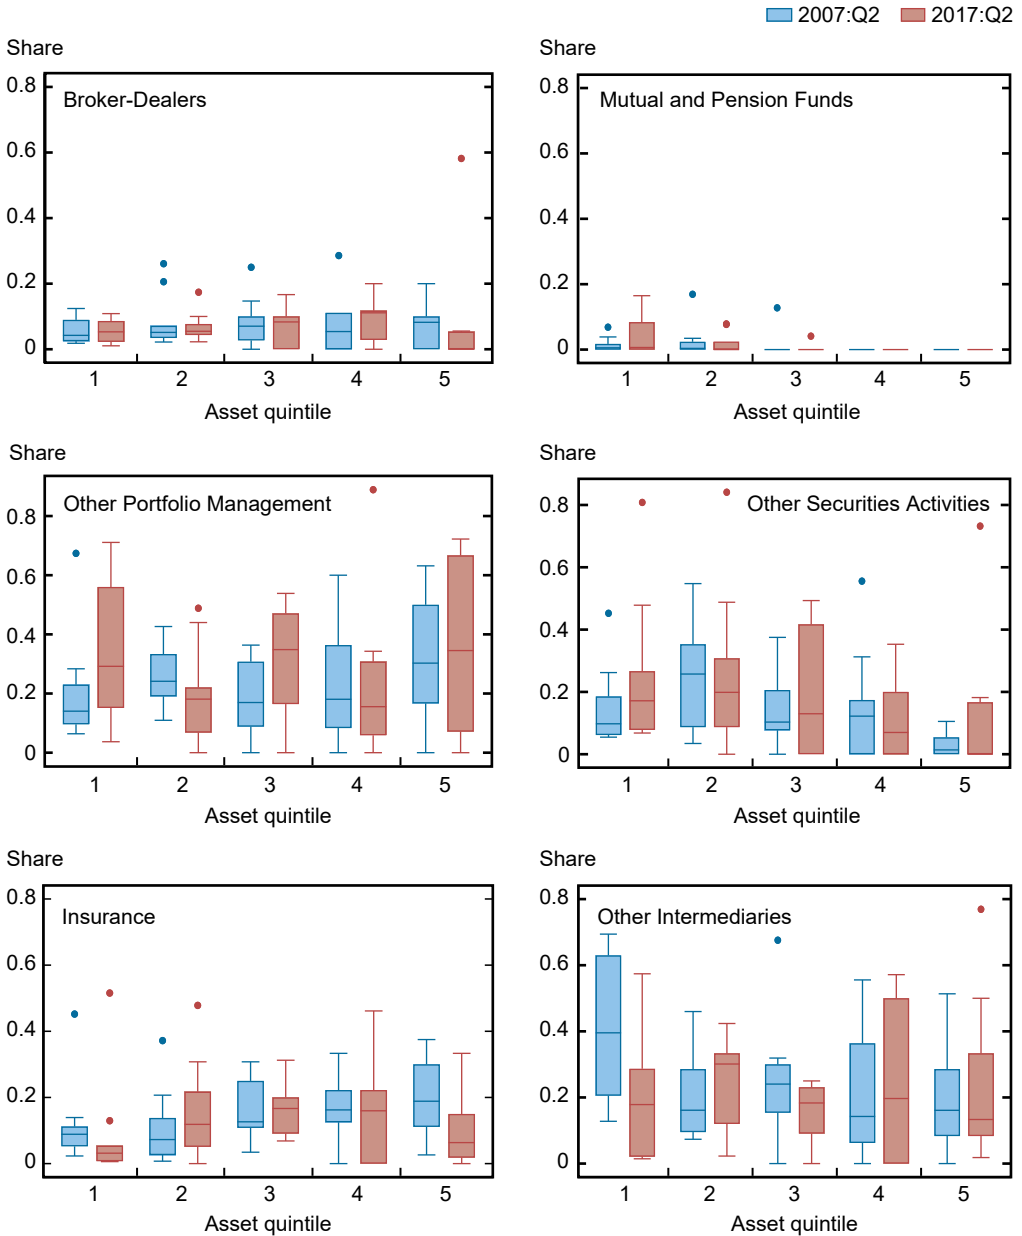 2007:Q2 2017:Q2
Share Share
0.8 Broker-Dealers 0.8 Mutual and Pension Funds
0.6 0.6
0.4 0.4
0.2 0.2
0 0
1 2 3 4 5 1 2 3 4 5
Asset quintile Asset quintile
Share Share
Other Portfolio Management Other Securities Activities
0.8 0.8
0.6 0.6
0.4 0.4
0.2 0.2
0 0
1 2 3 4 5 1 2 3 4 5
Asset quintile Asset quintile
Share Share
0.8 0.8
Insurance Other Intermediaries
0.6 0.6
0.4 0.4
0.2 0.2
0 0
1 2 3 4 5 1 2 3 4 5
Asset quintile Asset quintile